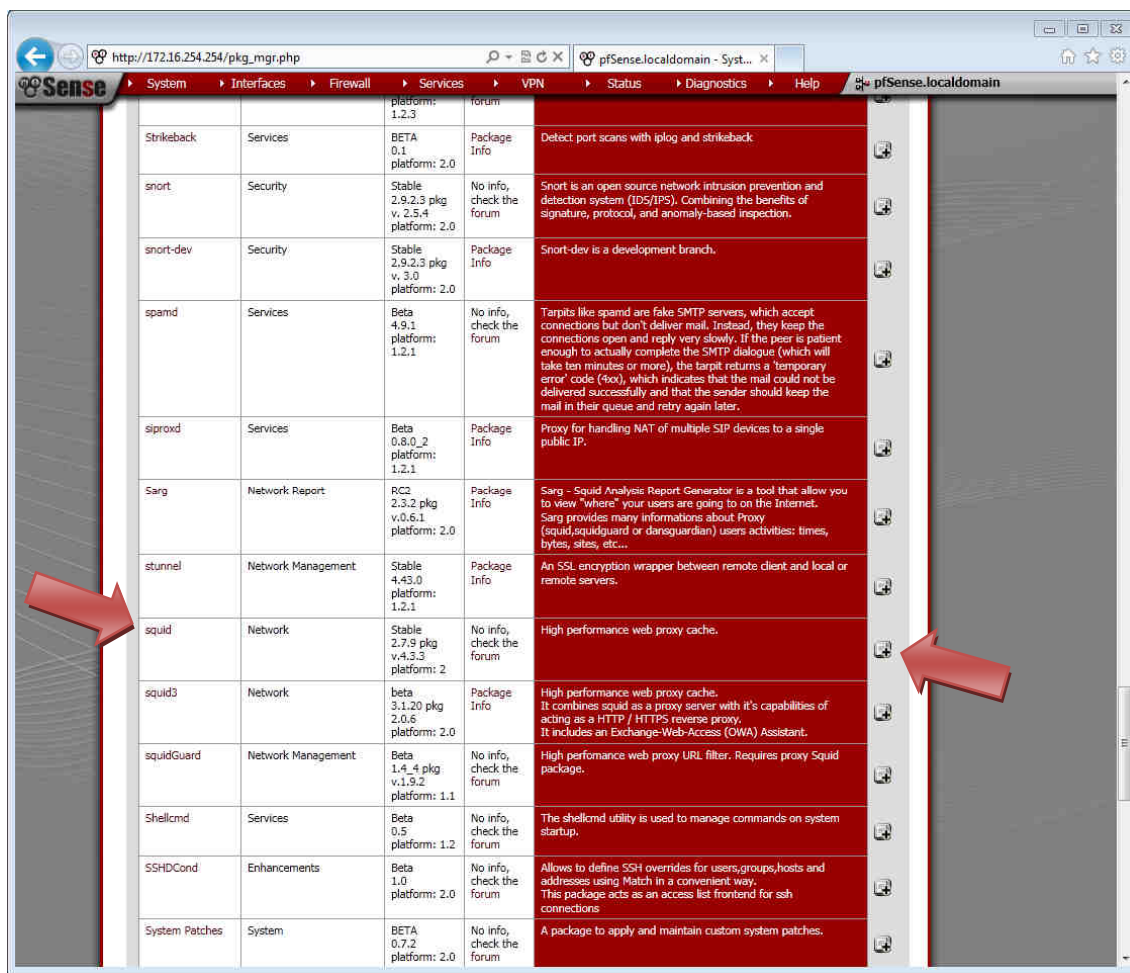 http://172.16.254.254/pkg_mgr.php
pfSense.localdomain - Syst...
Sense
System
Interfaces
Firewall
Services
VPN
Status
Diagnostics
Help
pfSense.localdomain
platform:
1.2.3
forum
Strikeback
Services
BETA
0.1
platform: 2.0
Package
Info
Detect port scans with iplog and strikeback
snort
Security
Stable
2.9.2.3 pkg
v. 2.5.4
platform: 2.0
No info,
check the
forum
Snort is an open source network intrusion prevention and
detection system (IDS/IPS). Combining the benefits of
signature, protocol, and anomaly-based inspection.
snort-dev
Security
Stable
2.9.2.3 pkg
v. 3.0
platform: 2.0
Package
Info
Snort-dev is a development branch.
spamd
Services
Beta
4.9.1
platform:
1.2.1
No info,
check the
forum
Tarpits like spamd are fake SMTP servers, which accept
connections but don't deliver mail. Instead, they keep the
connections open and reply very slowly. If the peer is patient
enough to actually complete the SMTP dialogue (which will
take ten minutes or more), the tarpit returns a 'temporary
error' code (4xx), which indicates that the mail could not be
delivered successfully and that the sender should keep the
mail in their queue and retry again later.
siproxd
Services
Beta
0.8.0_2
platform:
1.2.1
Package
Info
Proxy for handling NAT of multiple SIP devices to a single
public IP.
Sarg
Network Report
RC2
2.3.2 pkg
v.0.6.1
platform: 2.0
Package
Info
Sarg - Squid Analysis Report Generator is a tool that allow you
to view "where" your users are going to on the Internet.
Sarg provides many informations about Proxy
(squid,squidguard or dansguardian) users activities: times,
bytes, sites, etc...
stunnel
Network Management
Stable
4.43.0
platform:
1.2.1
Package
Info
An SSL encryption wrapper between remote client and local or
remote servers.
squid
Network
Stable
2.7.9 pkg
v.4.3.3
platform: 2
No info,
check the
forum
High performance web proxy cache.
squid3
Network
beta
3.1.20 pkg
2.0.6
platform: 2.0
Package
Info
High performance web proxy cache.
It combines squid as a proxy server with it's capabilities of
acting as a HTTP / HTTPS reverse proxy.
It includes an Exchange-Web-Access (OWA) Assistant.
squidGuard
Network Management
Beta
1.4_4 pkg
v.1.9.2
platform: 1.1
No info,
check the
forum
High perfomance web proxy URL filter. Requires proxy Squid
package.
Shellcmd
Services
Beta
0.5
platform: 1.2
No info,
check the
forum
The shellcmd utility is used to manage commands on system
startup.
SSHDCond
Enhancements
Beta
1.0
platform: 2.0
No info,
check the
forum
Allows to define SSH overrides for users,groups,hosts and
addresses using Match in a convenient way.
This package acts as an access list frontend for ssh
connections
System Patches
System
BETA
0.7.2
platform: 2.0
No info,
check the
forum
A package to apply and maintain custom system patches.